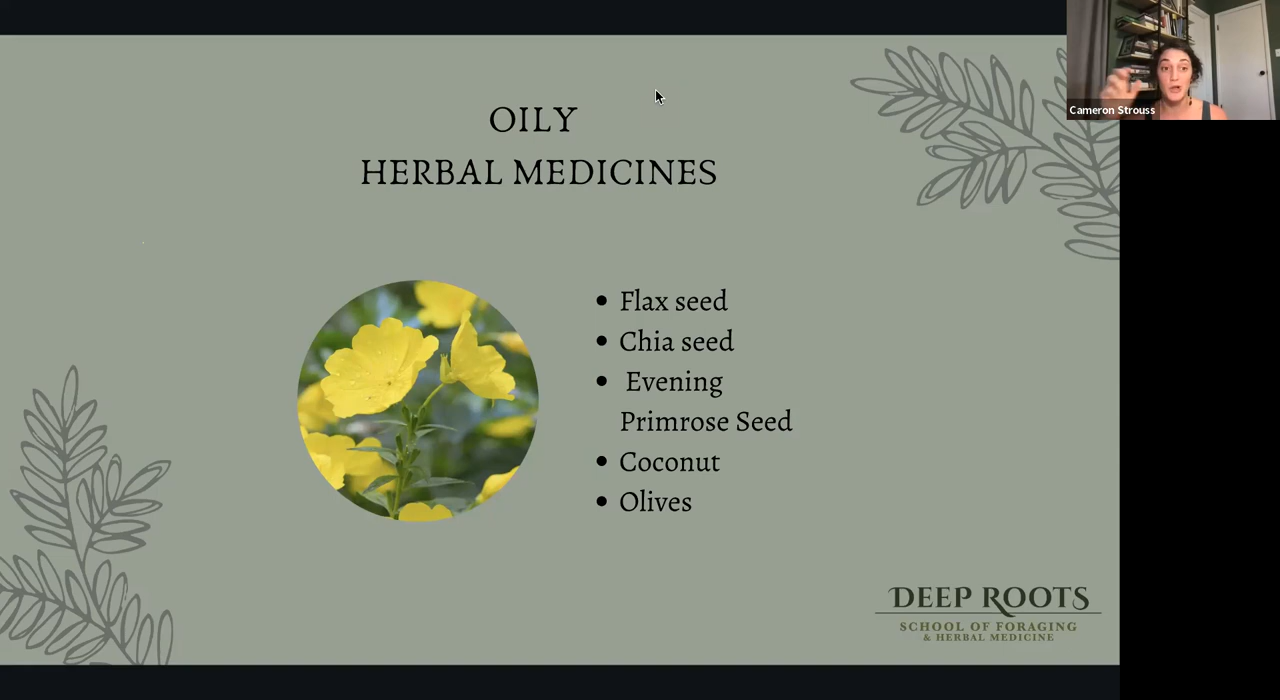 Cameron Strouss
OILY
HERBAL MEDICINES
• Flax seed
• Chia seed
• Evening
Primrose Seed
• Coconut
• Olives
DEEP ROOTS
SCHOOL OF FORAGING
& HERBAL MEDICINE